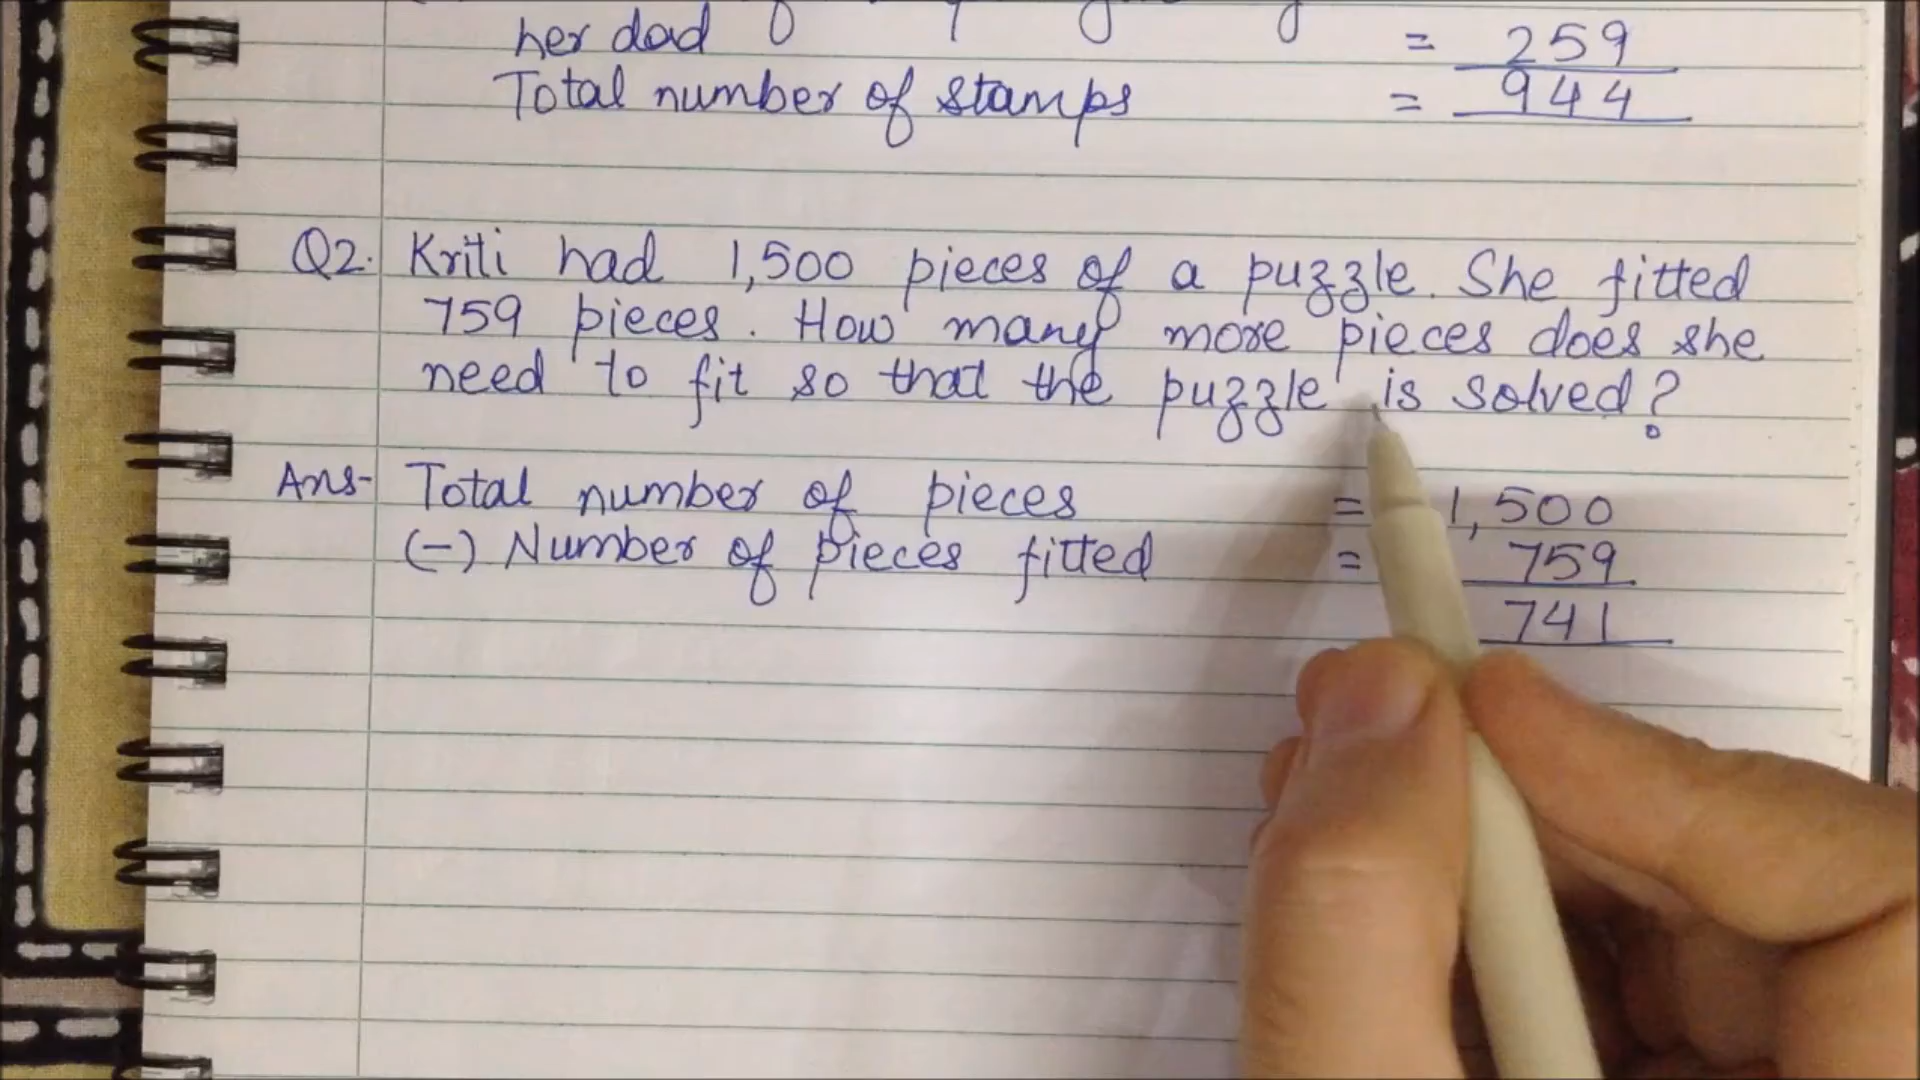 her dad = 259
Total number of stamps = 944
Q2. Kriti had 1,500 pieces of a puzzle. She fitted
759 pieces. How many more pieces does she
need to fit so that the puzzle is solved?
Ans- Total number of pieces = 1,500
(-) Number of pieces fitted = 759
741